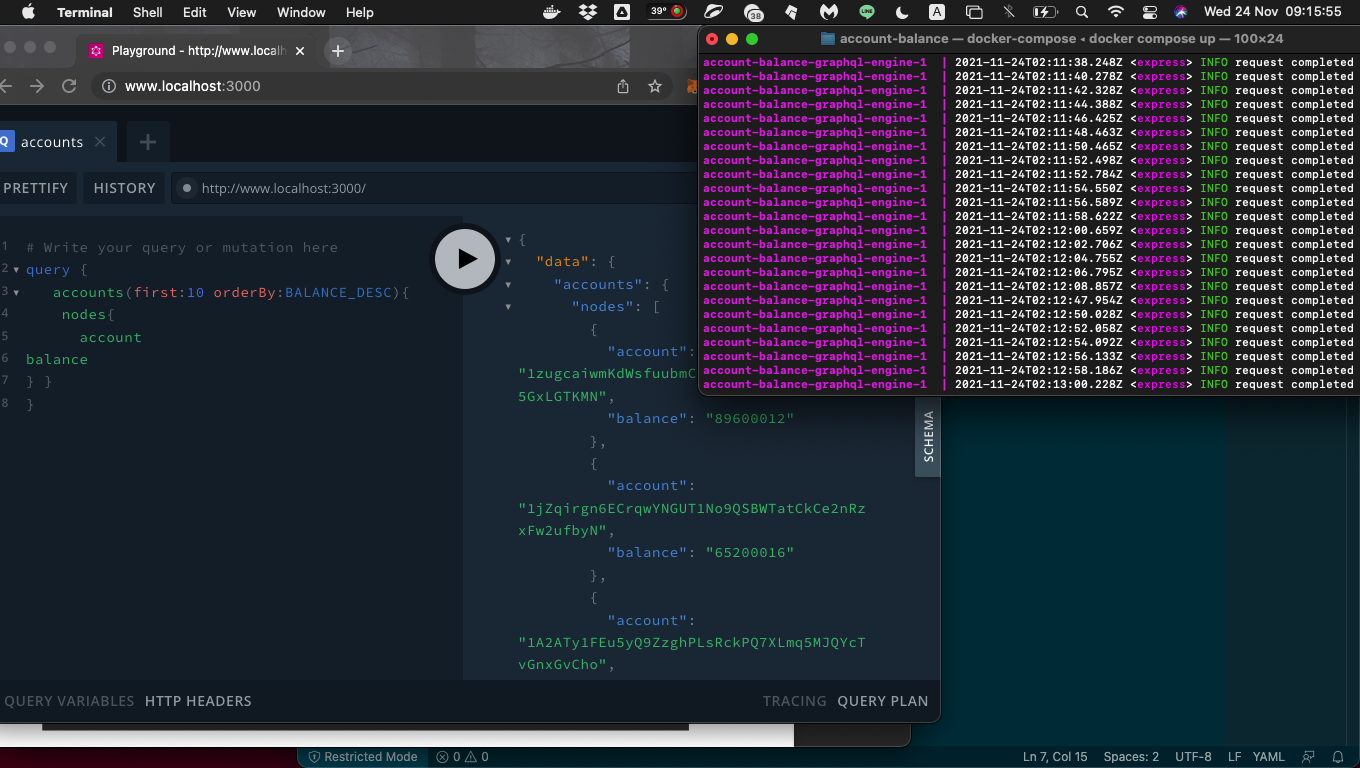 Terminal Shell Edit View Window Help 39° 38 LINE A Wed 24 Nov 09:15:55
Playground - http://www.localh
www.localhost:3000
Q accounts
PRETTIFY HISTORY http://www.localhost:3000/
1 # Write your query or mutation here
2 query {
3 accounts(first:10 orderBy:BALANCE_DESC){
4 nodes{
5 account
6 balance
7 } }
8 }
{
"data": {
"accounts": {
"nodes": [
{
"account":
"1zugcaiwmKdWsfuubmC
5GxLGTKMN",
"balance": "89600012"
},
{
"account":
"1jZqirgn6ECrqwYNGUT1No9QSBWTatCkCe2nRz
xFw2ufbyN",
"balance": "65200016"
},
{
"account":
"1A2ATy1FEu5yQ9ZzghPLsRckPQ7XLmq5MJQYcT
vGnxGvCho",
SCHEMA
QUERY VARIABLES HTTP HEADERS TRACING QUERY PLAN
account-balance — docker-compose ◂ docker compose up — 100×24
account-balance-graphql-engine-1 | 2021-11-24T02:11:38.248Z <express> INFO request completed
account-balance-graphql-engine-1 | 2021-11-24T02:11:40.278Z <express> INFO request completed
account-balance-graphql-engine-1 | 2021-11-24T02:11:42.328Z <express> INFO request completed
account-balance-graphql-engine-1 | 2021-11-24T02:11:44.388Z <express> INFO request completed
account-balance-graphql-engine-1 | 2021-11-24T02:11:46.425Z <express> INFO request completed
account-balance-graphql-engine-1 | 2021-11-24T02:11:48.463Z <express> INFO request completed
account-balance-graphql-engine-1 | 2021-11-24T02:11:50.465Z <express> INFO request completed
account-balance-graphql-engine-1 | 2021-11-24T02:11:52.498Z <express> INFO request completed
account-balance-graphql-engine-1 | 2021-11-24T02:11:52.784Z <express> INFO request completed
account-balance-graphql-engine-1 | 2021-11-24T02:11:54.550Z <express> INFO request completed
account-balance-graphql-engine-1 | 2021-11-24T02:11:56.589Z <express> INFO request completed
account-balance-graphql-engine-1 | 2021-11-24T02:11:58.622Z <express> INFO request completed
account-balance-graphql-engine-1 | 2021-11-24T02:12:00.659Z <express> INFO request completed
account-balance-graphql-engine-1 | 2021-11-24T02:12:02.706Z <express> INFO request completed
account-balance-graphql-engine-1 | 2021-11-24T02:12:04.755Z <express> INFO request completed
account-balance-graphql-engine-1 | 2021-11-24T02:12:06.795Z <express> INFO request completed
account-balance-graphql-engine-1 | 2021-11-24T02:12:08.857Z <express> INFO request completed
account-balance-graphql-engine-1 | 2021-11-24T02:12:47.954Z <express> INFO request completed
account-balance-graphql-engine-1 | 2021-11-24T02:12:50.028Z <express> INFO request completed
account-balance-graphql-engine-1 | 2021-11-24T02:12:52.058Z <express> INFO request completed
account-balance-graphql-engine-1 | 2021-11-24T02:12:54.092Z <express> INFO request completed
account-balance-graphql-engine-1 | 2021-11-24T02:12:56.133Z <express> INFO request completed
account-balance-graphql-engine-1 | 2021-11-24T02:12:58.186Z <express> INFO request completed
account-balance-graphql-engine-1 | 2021-11-24T02:13:00.228Z <express> INFO request completed
Restricted Mode 0 0 Ln 7, Col 15 Spaces: 2 UTF-8 LF YAML